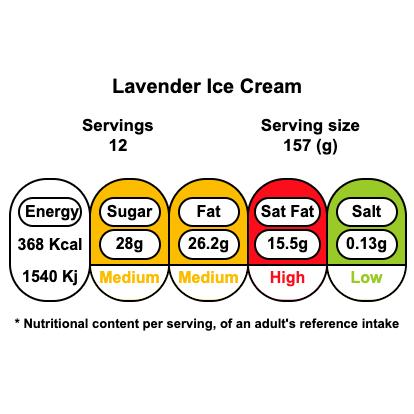 Lavender Ice Cream
Servings
12
Serving size
157 (g)
Energy
368 Kcal
1540 Kj
Sugar
28g
Medium
Fat
26.2g
Medium
Sat Fat
15.5g
High
Salt
0.13g
Low
* Nutritional content per serving, of an adult's reference intake